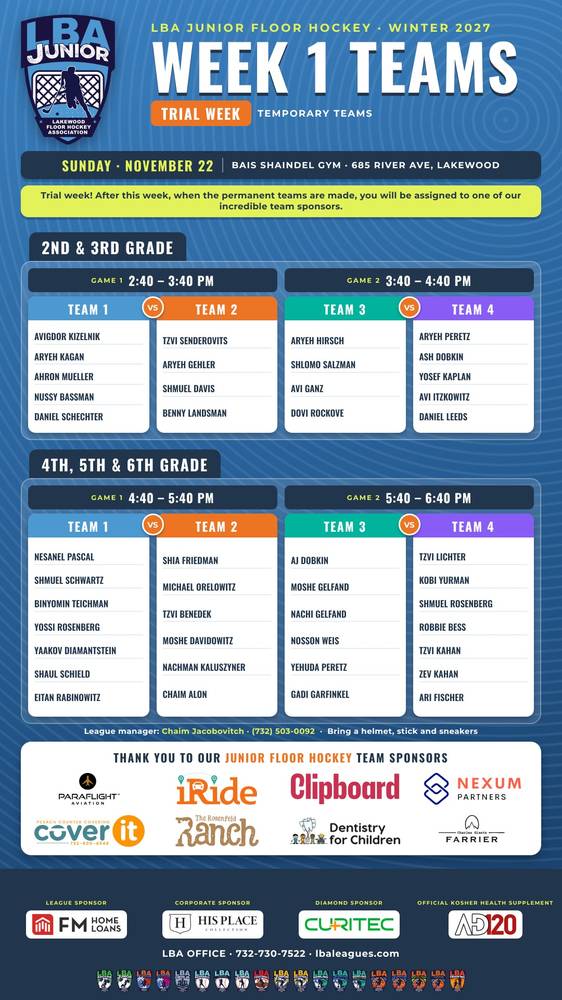 LBA JUNIOR FLOOR HOCKEY · WINTER 2027
LBA
JUNIOR
LAKEWOOD
FLOOR HOCKEY
ASSOCIATION
WEEK 1 TEAMS
TRIAL WEEK TEMPORARY TEAMS
SUNDAY · NOVEMBER 22 | BAIS SHAINDEL GYM · 685 RIVER AVE, LAKEWOOD
Trial week! After this week, when the permanent teams are made, you will be assigned to one of our
incredible team sponsors.
2ND & 3RD GRADE
GAME 1 2:40 – 3:40 PM
TEAM 1 VS TEAM 2
AVIGDOR KIZELNIK
ARYEH KAGAN
AHRON MUELLER
NUSSY BASSMAN
DANIEL SCHECHTER
TZVI SENDEROVITS
ARYEH GEHLER
SHMUEL DAVIS
BENNY LANDSMAN
GAME 2 3:40 – 4:40 PM
TEAM 3 VS TEAM 4
ARYEH HIRSCH
SHLOMO SALZMAN
AVI GANZ
DOVI ROCKOVE
ARYEH PERETZ
ASH DOBKIN
YOSEF KAPLAN
AVI ITZKOWITZ
DANIEL LEEDS
4TH, 5TH & 6TH GRADE
GAME 1 4:40 – 5:40 PM
TEAM 1 VS TEAM 2
NESANEL PASCAL
SHMUEL SCHWARTZ
BINYOMIN TEICHMAN
YOSSI ROSENBERG
YAAKOV DIAMANTSTEIN
SHAUL SCHIELD
EITAN RABINOWITZ
SHIA FRIEDMAN
MICHAEL ORELOWITZ
TZVI BENEDEK
MOSHE DAVIDOWITZ
NACHMAN KALUSZYNER
CHAIM ALON
GAME 2 5:40 – 6:40 PM
TEAM 3 VS TEAM 4
AJ DOBKIN
MOSHE GELFAND
NACHI GELFAND
NOSSON WEIS
YEHUDA PERETZ
GADI GARFINKEL
TZVI LICHTER
KOBI YURMAN
SHMUEL ROSENBERG
ROBBIE BESS
TZVI KAHAN
ZEV KAHAN
ARI FISCHER
League manager: Chaim Jacobovitch · (732) 503-0092 · Bring a helmet, stick and sneakers
THANK YOU TO OUR JUNIOR FLOOR HOCKEY TEAM SPONSORS
PARAFLIGHT
AVIATION
iRide
Clipboard
NEXUM
PARTNERS
PESACH COUNTER COVERING
cover it
The Rosenfeld
Ranch
Dentistry
for Children
FARRIER
LEAGUE SPONSOR
FM HOME
LOANS
CORPORATE SPONSOR
H HIS PLACE
COLLECTION
DIAMOND SPONSOR
CURITEC
OFFICIAL KOSHER HEALTH SUPPLEMENT
AD120
LBA OFFICE · 732-730-7522 · lbaleagues.com